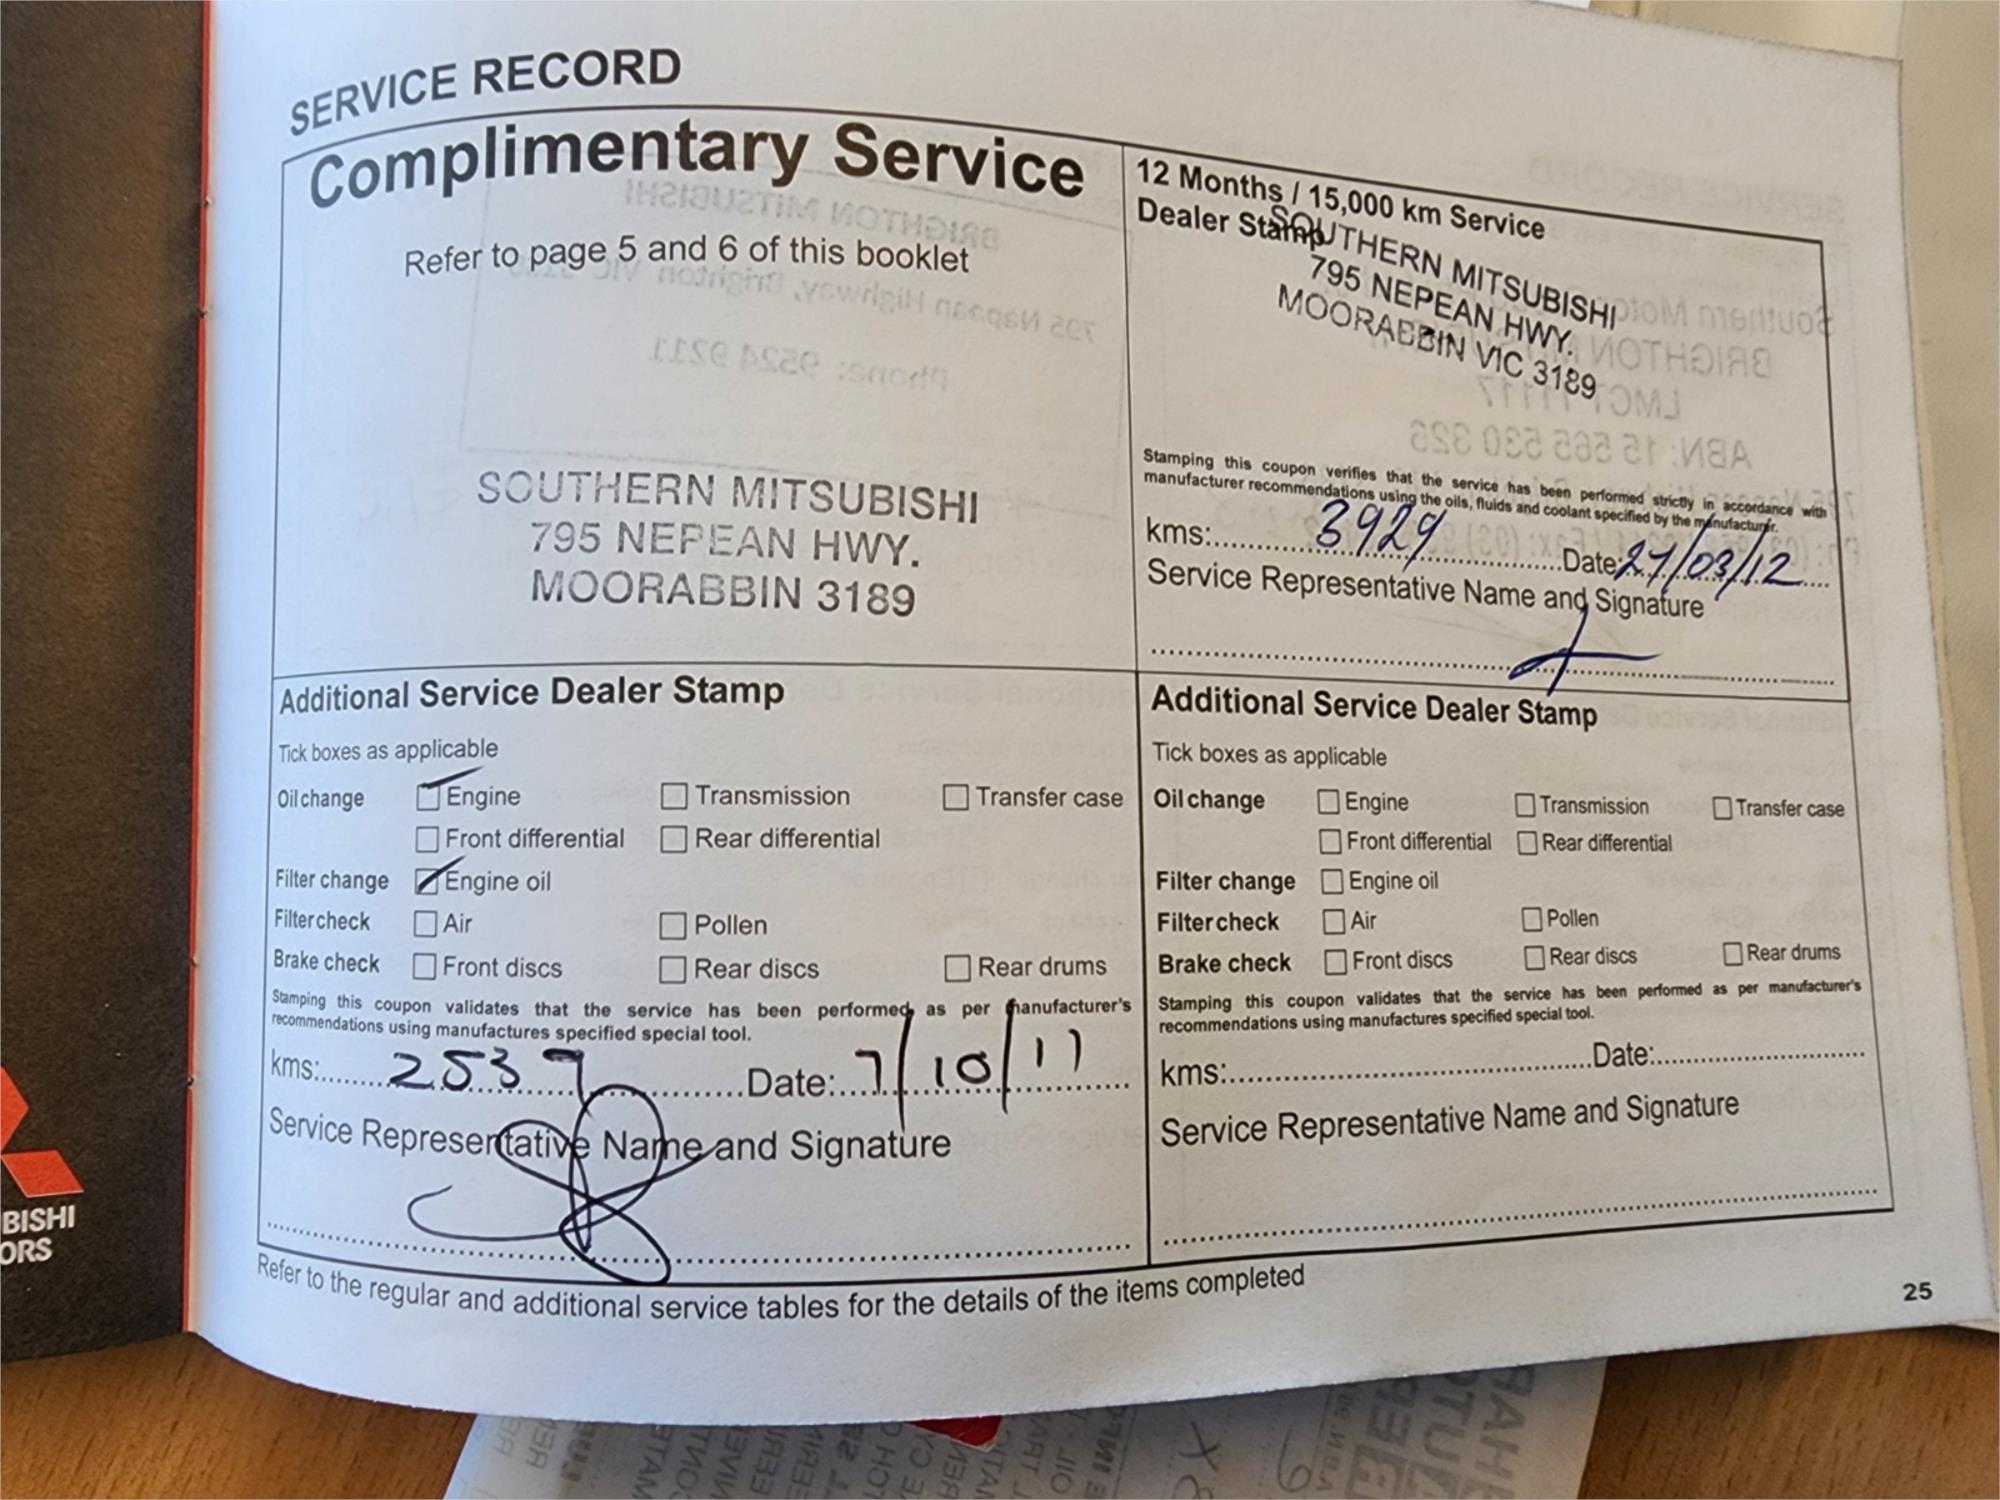 SERVICE RECORD
Complimentary Service
Refer to page 5 and 6 of this booklet
SOUTHERN MITSUBISHI
795 NEPEAN HWY.
MOORABBIN 3189
12 Months / 15,000 km Service
Dealer Stamp
SOUTHERN MITSUBISHI
795 NEPEAN HWY.
MOORABBIN VIC 3189
Stamping this coupon verifies that the service has been performed strictly in accordance with
manufacturer recommendations using the oils, fluids and coolant specified by the manufacturer.
kms: 3929 Date: 27/03/12
Service Representative Name and Signature
Additional Service Dealer Stamp
Tick boxes as applicable
Oil change Engine Transmission Transfer case
Front differential Rear differential
Filter change Engine oil
Filter check Air Pollen
Brake check Front discs Rear discs Rear drums
Stamping this coupon validates that the service has been performed as per manufacturer's
recommendations using manufactures specified special tool.
kms: 2539 Date: 7/10/11
Service Representative Name and Signature
Additional Service Dealer Stamp
Tick boxes as applicable
Oil change Engine Transmission Transfer case
Front differential Rear differential
Filter change Engine oil
Filter check Air Pollen
Brake check Front discs Rear discs Rear drums
Stamping this coupon validates that the service has been performed as per manufacturer's
recommendations using manufactures specified special tool.
kms: Date:
Service Representative Name and Signature
Refer to the regular and additional service tables for the details of the items completed
25
BISHI
ORS